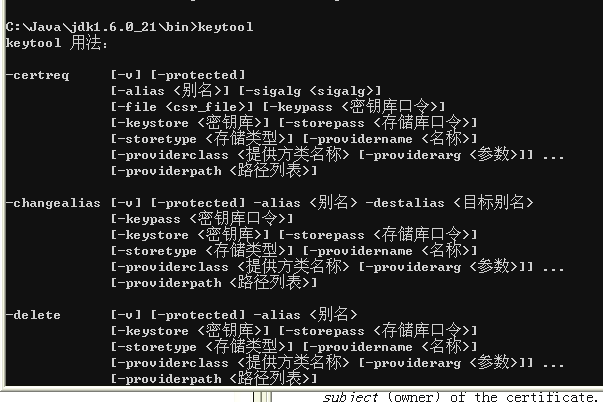 C:\Java\jdk1.6.0_21\bin>keytool
keytool 用法：
-certreq [-v] [-protected]
[-alias <别名>] [-sigalg <sigalg>]
[-file <csr_file>] [-keypass <密钥库口令>]
[-keystore <密钥库>] [-storepass <存储库口令>]
[-storetype <存储类型>] [-providername <名称>]
[-providerclass <提供方类名称> [-providerarg <参数>]] ...
[-providerpath <路径列表>]
-changealias [-v] [-protected] -alias <别名> -destalias <目标别名>
[-keypass <密钥库口令>]
[-keystore <密钥库>] [-storepass <存储库口令>]
[-storetype <存储类型>] [-providername <名称>]
[-providerclass <提供方类名称> [-providerarg <参数>]] ...
[-providerpath <路径列表>]
-delete [-v] [-protected] -alias <别名>
[-keystore <密钥库>] [-storepass <存储库口令>]
[-storetype <存储类型>] [-providername <名称>]
[-providerclass <提供方类名称> [-providerarg <参数>]] ...
[-providerpath <路径列表>]
subject (owner) of the certificate.